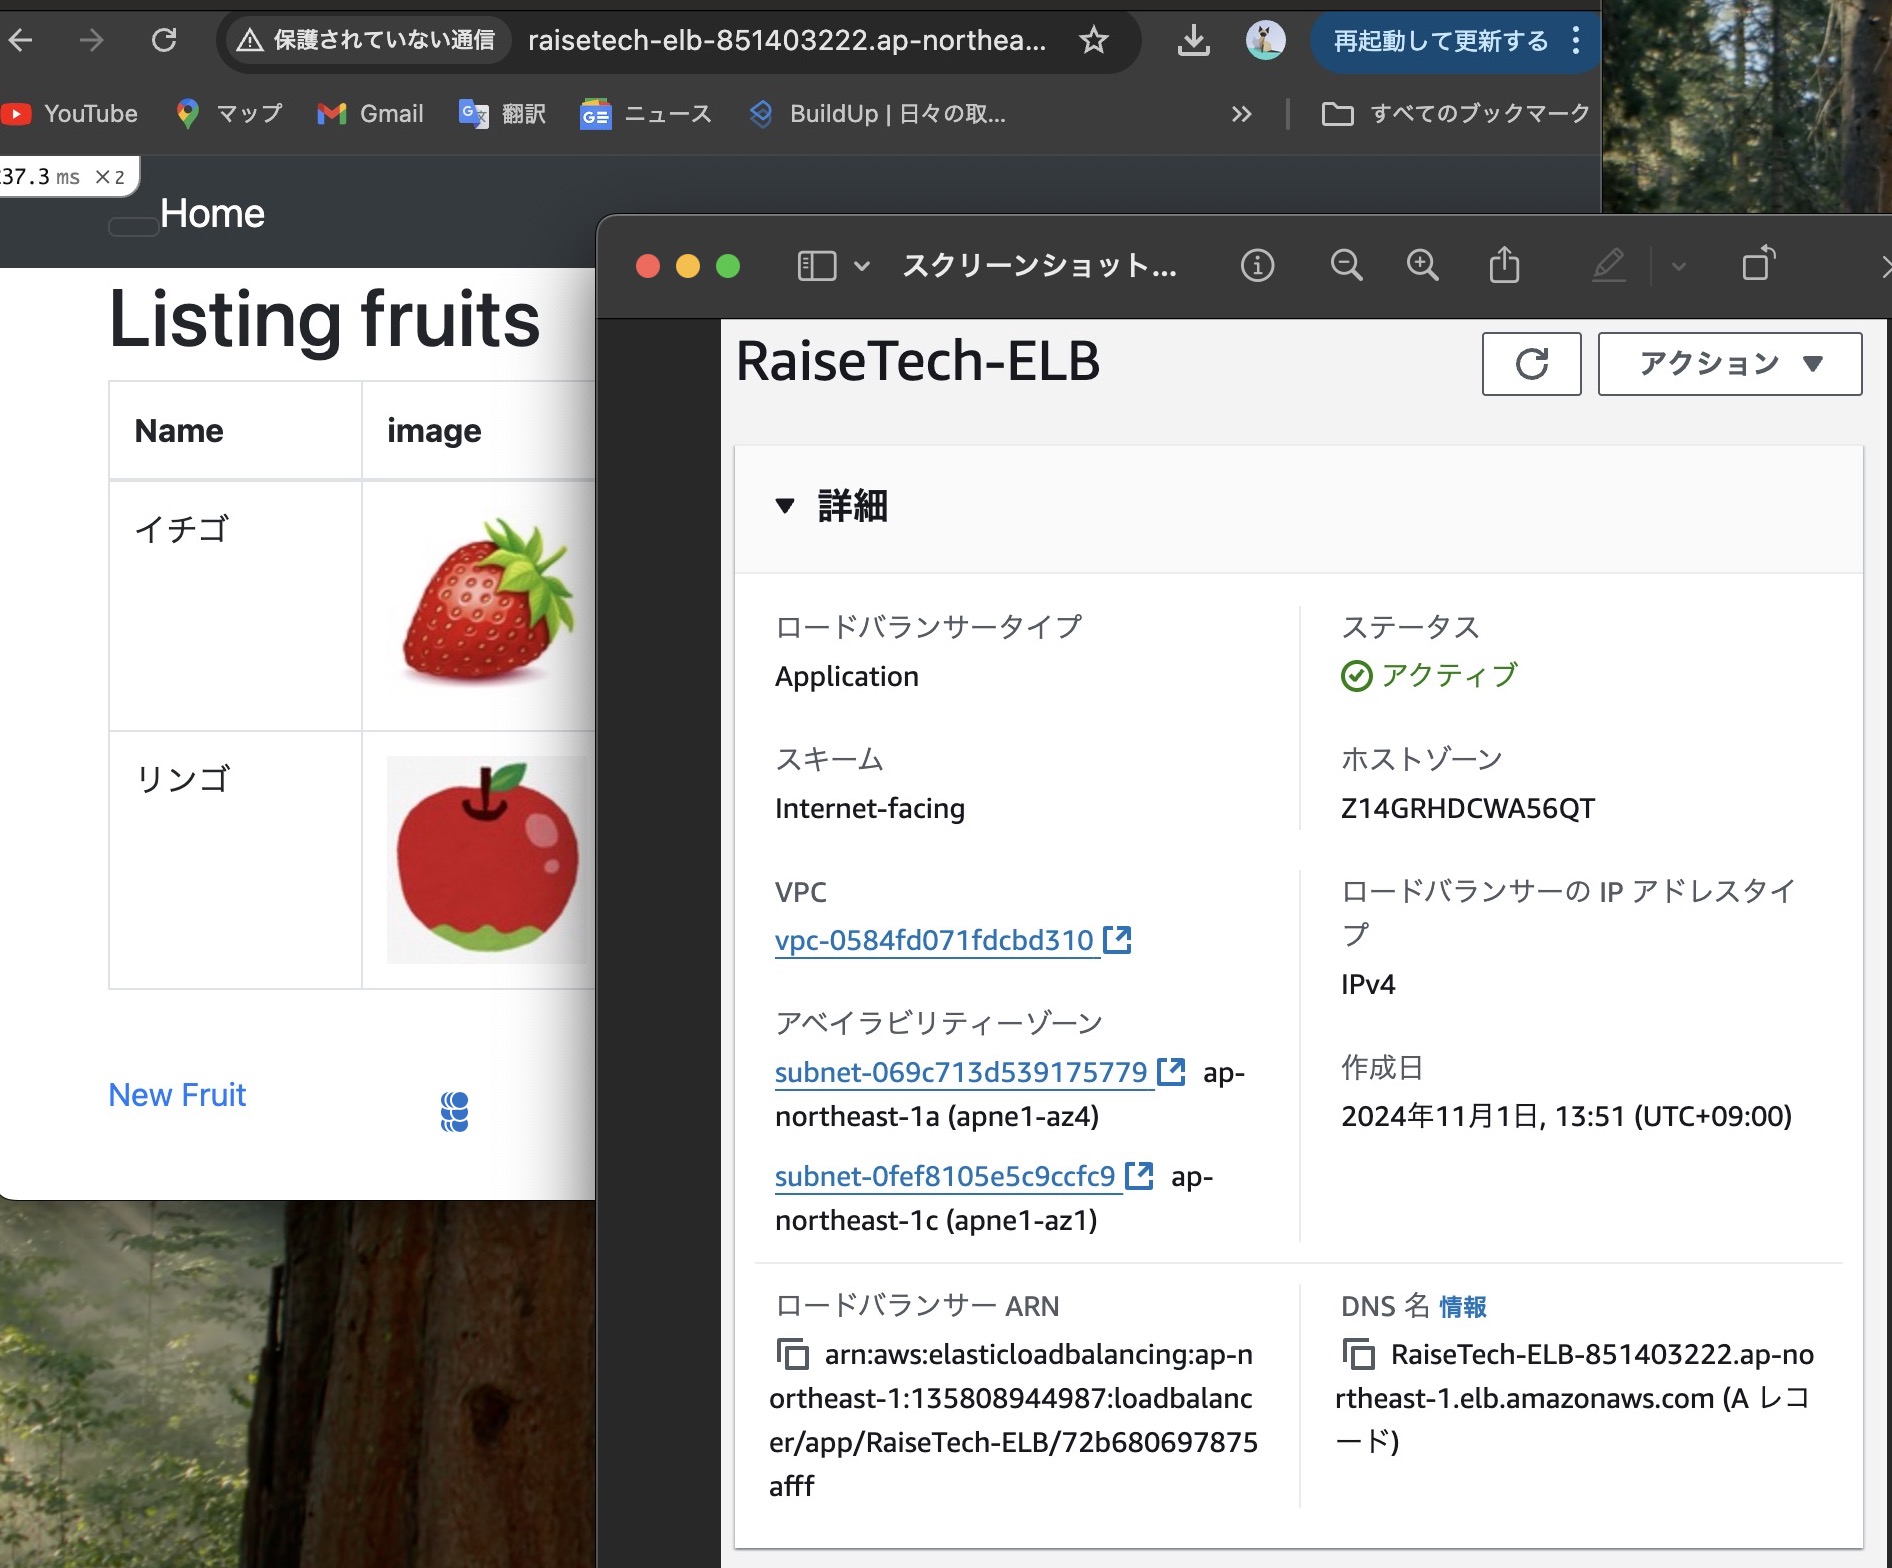 保護されていない通信
raisetech-elb-851403222.ap-northea...
再起動して更新する
YouTube
マップ
Gmail
翻訳
ニュース
BuildUp | 日々の取...
»
すべてのブックマーク
37.3 ms ×2
Home
Listing fruits
Name
image
イチゴ
リンゴ
New Fruit
スクリーンショット...
RaiseTech-ELB
アクション ▼
▼ 詳細
ロードバランサータイプ
Application
ステータス
アクティブ
スキーム
Internet-facing
ホストゾーン
Z14GRHDCWA56QT
VPC
vpc-0584fd071fdcbd310
ロードバランサーの IP アドレスタイ
プ
IPv4
アベイラビリティーゾーン
subnet-069c713d539175779 ap-
northeast-1a (apne1-az4)
subnet-0fef8105e5c9ccfc9 ap-
northeast-1c (apne1-az1)
作成日
2024年11月1日, 13:51 (UTC+09:00)
ロードバランサー ARN
arn:aws:elasticloadbalancing:ap-n
ortheast-1:135808944987:loadbalanc
er/app/RaiseTech-ELB/72b680697875
afff
DNS 名 情報
RaiseTech-ELB-851403222.ap-no
rtheast-1.elb.amazonaws.com (A レコ
ード)